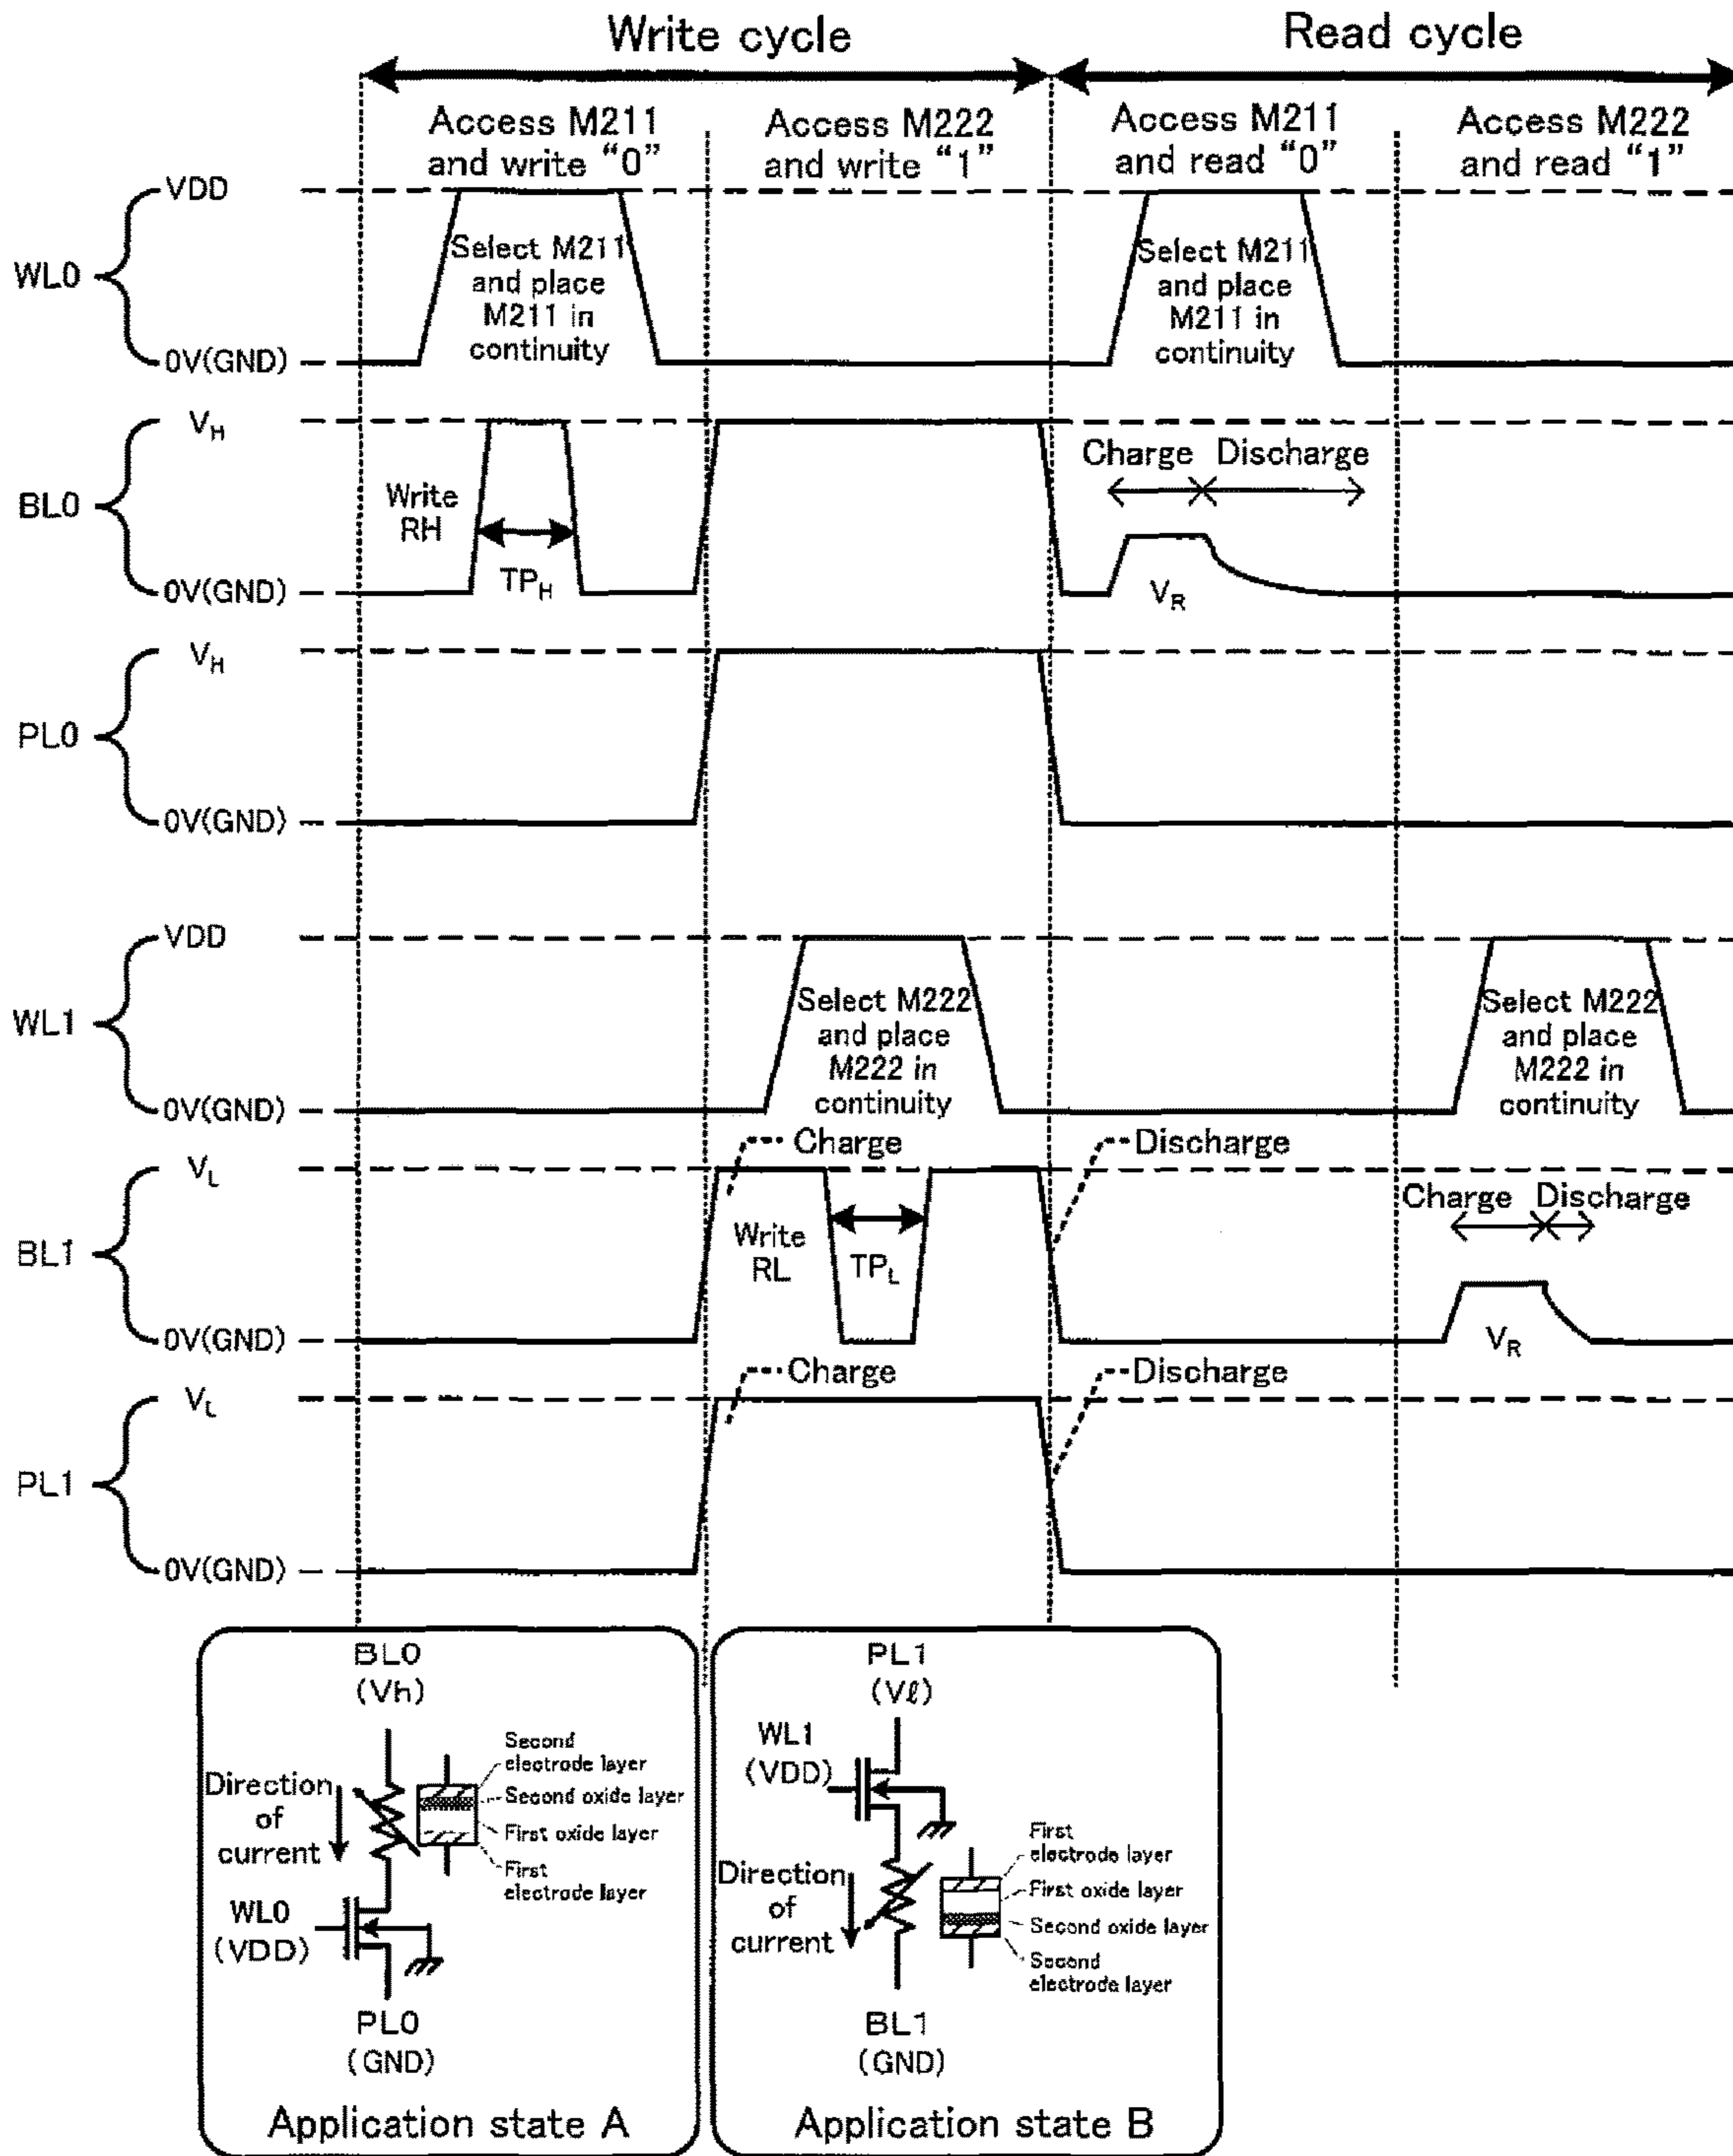 Write cycle
Read cycle
Access M211
and write “0”
Access M222
and write “1”
Access M211
and read “0”
Access M222
and read “1”
WL0
VDD
0V(GND)
Select M211
and place
M211 in
continuity
Select M211
and place
M211 in
continuity
BL0
VH
0V(GND)
Write
RH
TPH
Charge
Discharge
VR
PL0
VH
0V(GND)
WL1
VDD
0V(GND)
Select M222
and place
M222 in
continuity
Select M222
and place
M222 in
continuity
BL1
VL
0V(GND)
Charge
Write
RL
TPL
Discharge
Charge
Discharge
VR
PL1
VL
0V(GND)
Charge
Discharge
BL0
(Vh)
Direction
of
current
Second
electrode layer
Second oxide layer
First oxide layer
First
electrode layer
WL0
(VDD)
PL0
(GND)
Application state A
PL1
(Vℓ)
WL1
(VDD)
Direction
of
current
First
electrode layer
First oxide layer
Second oxide layer
Second
electrode layer
BL1
(GND)
Application state B